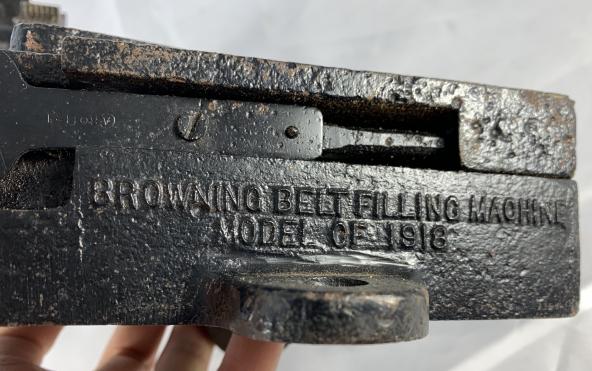 BROWNING BELT FILLING MACHINE
MODEL OF 1918